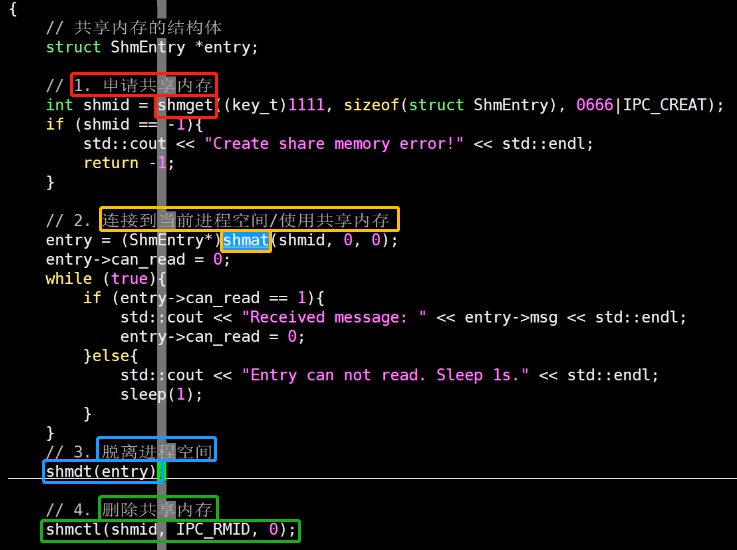 {
// 共享内存的结构体
struct ShmEntry *entry;
// 1. 申请共享内存
int shmid = shmget((key_t)1111, sizeof(struct ShmEntry), 0666|IPC_CREAT);
if (shmid == -1){
std::cout << "Create share memory error!" << std::endl;
return -1;
}
// 2. 连接到当前进程空间/使用共享内存
entry = (ShmEntry*)shmat(shmid, 0, 0);
entry->can_read = 0;
while (true){
if (entry->can_read == 1){
std::cout << "Received message: " << entry->msg << std::endl;
entry->can_read = 0;
}else{
std::cout << "Entry can not read. Sleep 1s." << std::endl;
sleep(1);
}
}
// 3. 脱离进程空间
shmdt(entry)
// 4. 删除共享内存
shmctl(shmid, IPC_RMID, 0);